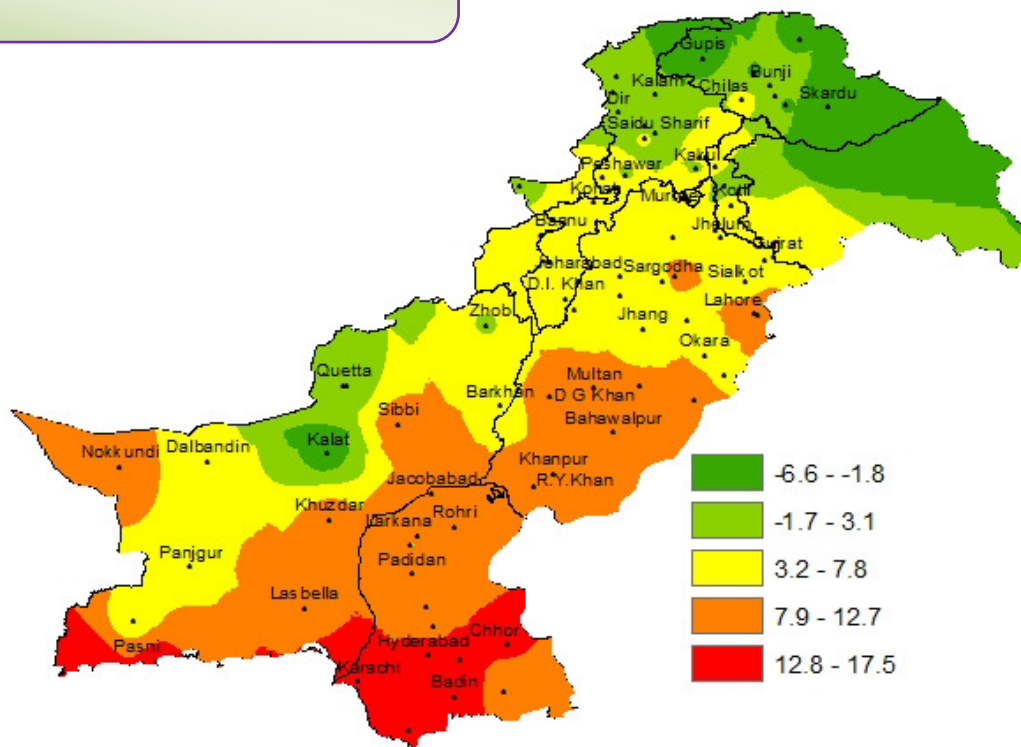 Gupis
Bunji
Kalam
Chilas
Skardu
Dir
Saidu Sharif
Kakul
Peshawar
Kohat
Kotli
Bannu
Jhelum
Gujrat
Sargodha
Sialkot
D.I. Khan
Lahore
Zhob
Jhang
Okara
Quetta
Multan
Barkhan
D G Khan
Sibbi
Bahawalpur
Kalat
Dalbandin
Nokkundi
Khanpur
R.Y.Khan
Jacobabad
Khuzdar
Rohri
Larkana
Panjgur
Padidan
Las bella
Chhor
Hyderabad
Pasni
Karachi
Badin
-6.6 - -1.8
-1.7 - 3.1
3.2 - 7.8
7.9 - 12.7
12.8 - 17.5